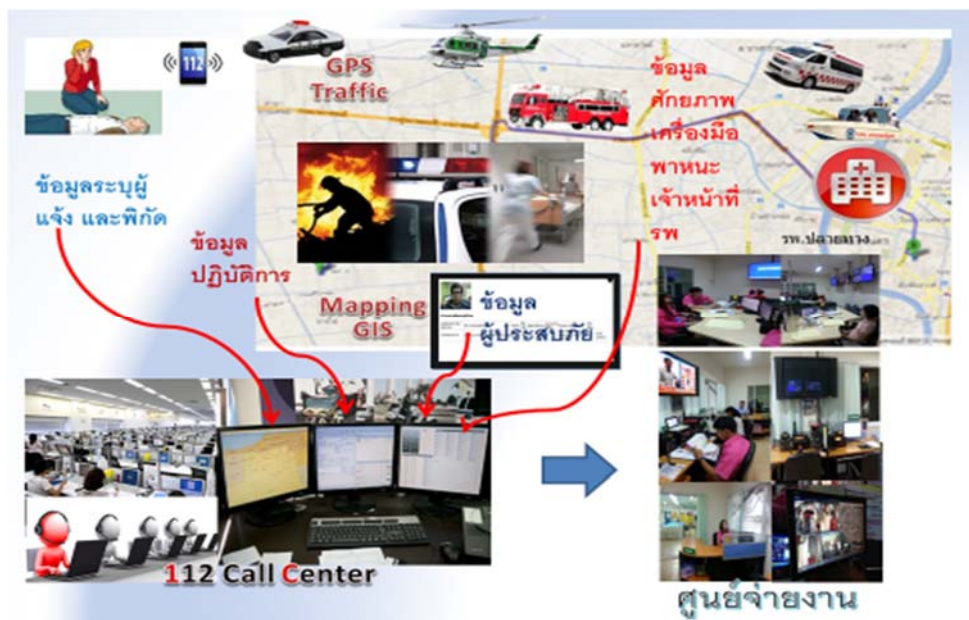 112
GPS
Traffic
ข้อมูล
ศักยภาพ
เครื่องมือ
พาหนะ
เจ้าหน้าที่
รพ
ข้อมูลระบุผู้
แจ้ง และพิกัด
ข้อมูล
ปฏิบัติการ
รพ.ปลายทาง
Mapping
GIS
ข้อมูล
ผู้ประสบภัย
112 Call Center
ศูนย์จ่ายงาน